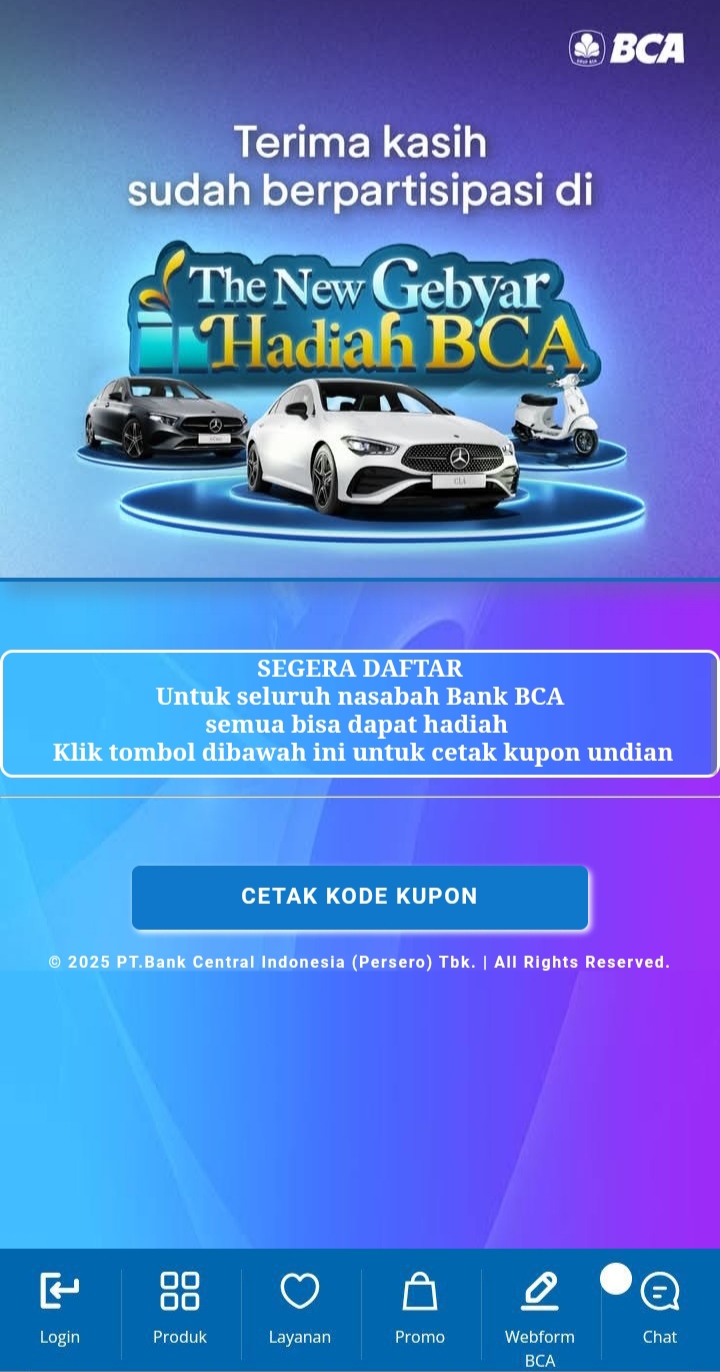 BCA
Terima kasih
sudah berpartisipasi di
The New Gebyar
Hadiah BCA
CLA
SEGERA DAFTAR
Untuk seluruh nasabah Bank BCA
semua bisa dapat hadiah
Klik tombol dibawah ini untuk cetak kupon undian
CETAK KODE KUPON
© 2025 PT.Bank Central Indonesia (Persero) Tbk. | All Rights Reserved.
Login
Produk
Layanan
Promo
Webform
BCA
Chat